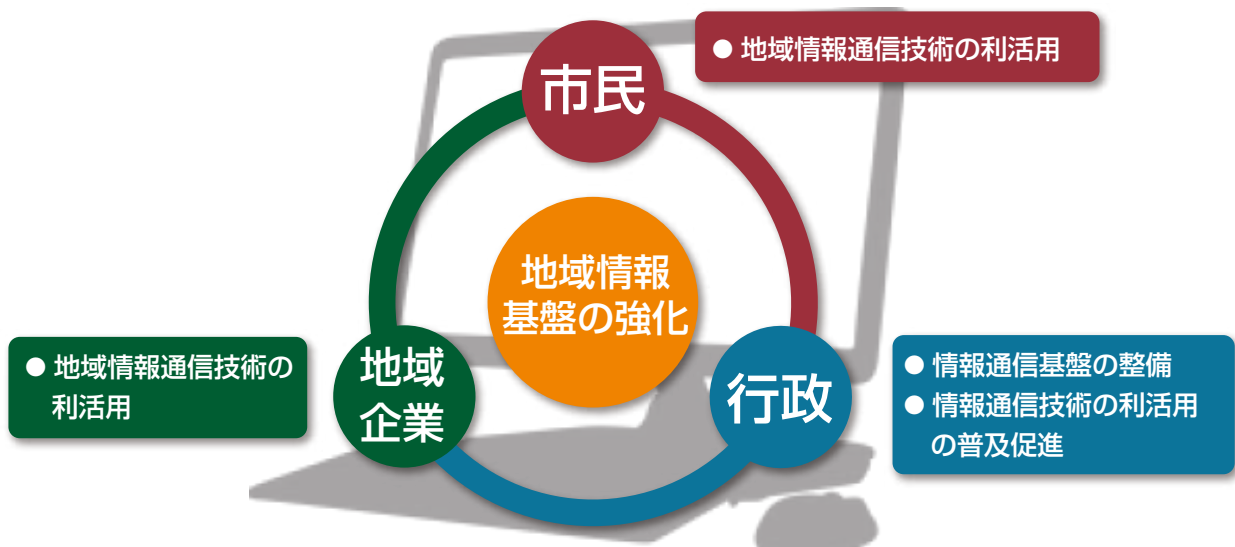 ● 地域情報通信技術の利活用
市民
地域情報
基盤の強化
● 地域情報通信技術の
利活用
地域
企業
行政
● 情報通信基盤の整備
● 情報通信技術の利活用
の普及促進